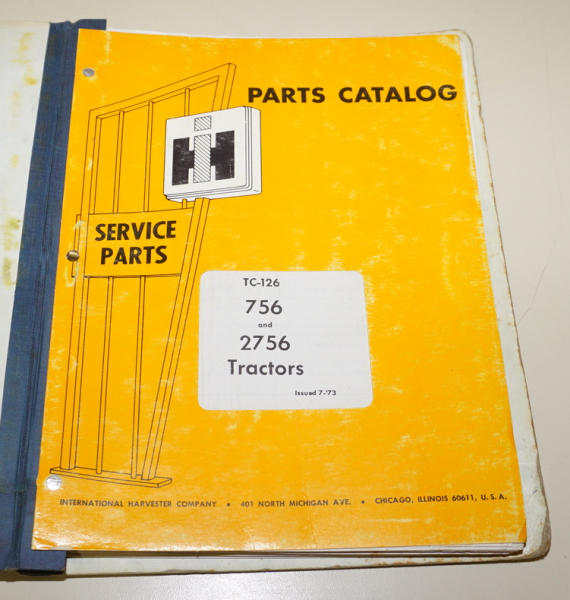 PARTS CATALOG
IH
SERVICE
PARTS
TC-126
756
and
2756
Tractors
Issued 7-'73
INTERNATIONAL HARVESTER COMPANY • 401 NORTH MICHIGAN AVE. • CHICAGO, ILLINOIS 60611, U.S.A.